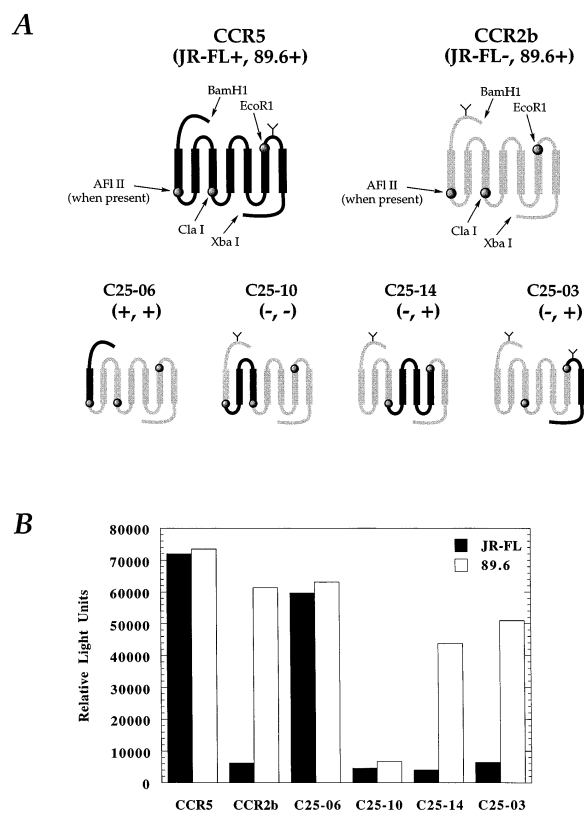 A
CCR5
(JR-FL+, 89.6+)
CCR2b
(JR-FL-, 89.6+)
BamH1
EcoR1
AFl II
(when present)
Cla I
Xba I
BamH1
EcoR1
AFl II
(when present)
Cla I
Xba I
C25-06
(+, +)
C25-10
(-, -)
C25-14
(-, +)
C25-03
(-, +)
B
80000
70000
60000
50000
40000
30000
20000
10000
0
Relative Light Units
JR-FL
89.6
CCR5
CCR2b
C25-06
C25-10
C25-14
C25-03